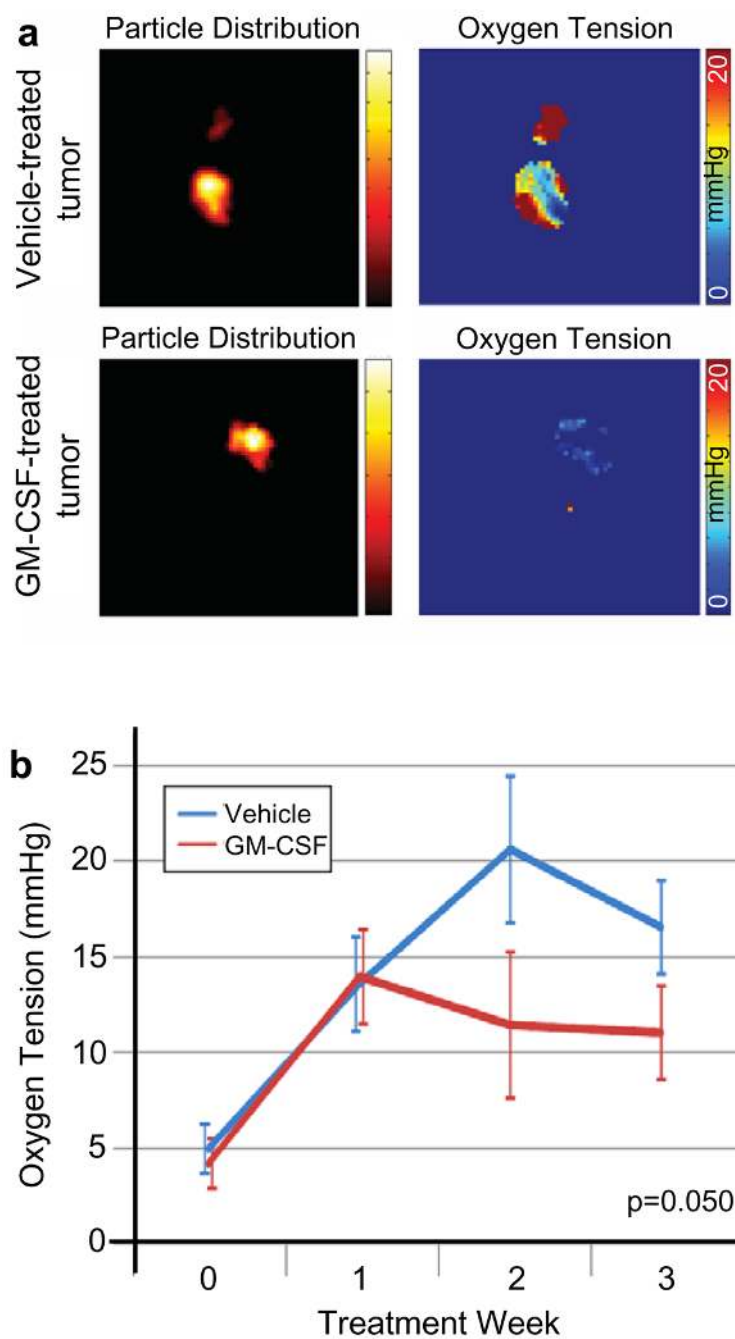 a
Particle Distribution
Oxygen Tension
Vehicle-treated
tumor
20
mmHg
0
Particle Distribution
Oxygen Tension
GM-CSF-treated
tumor
20
mmHg
0
b
25
20
15
10
5
0
Oxygen Tension (mmHg)
Vehicle
GM-CSF
p=0.050
0 1 2 3
Treatment Week